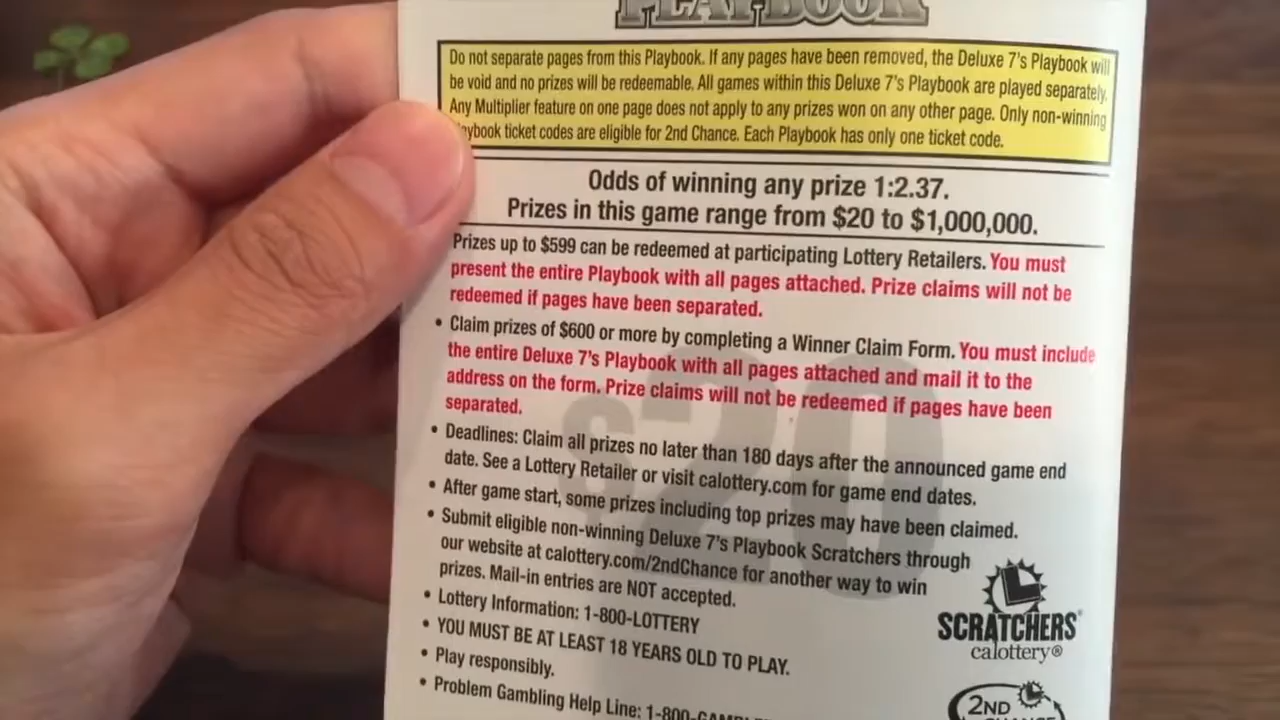 PLAYBOOK
Do not separate pages from this Playbook. If any pages have been removed, the Deluxe 7's Playbook will
be void and no prizes will be redeemable. All games within this Deluxe 7's Playbook are played separately.
Any Multiplier feature on one page does not apply to any prizes won on any other page. Only non-winning
aybook ticket codes are eligible for 2nd Chance. Each Playbook has only one ticket code.
Odds of winning any prize 1:2.37.
Prizes in this game range from $20 to $1,000,000.
Prizes up to $599 can be redeemed at participating Lottery Retailers. You must
present the entire Playbook with all pages attached. Prize claims will not be
redeemed if pages have been separated.
• Claim prizes of $600 or more by completing a Winner Claim Form. You must include
the entire Deluxe 7's Playbook with all pages attached and mail it to the
address on the form. Prize claims will not be redeemed if pages have been
separated.
• Deadlines: Claim all prizes no later than 180 days after the announced game end
date. See a Lottery Retailer or visit calottery.com for game end dates.
• After game start, some prizes including top prizes may have been claimed.
• Submit eligible non-winning Deluxe 7's Playbook Scratchers through
our website at calottery.com/2ndChance for another way to win
prizes. Mail-in entries are NOT accepted.
• Lottery Information: 1-800-LOTTERY
• YOU MUST BE AT LEAST 18 YEARS OLD TO PLAY.
• Play responsibly.
• Problem Gambling Help Line: 1-800-GAMBLE
$20
SCRATCHERS®
calottery®
2ND
CHANCE